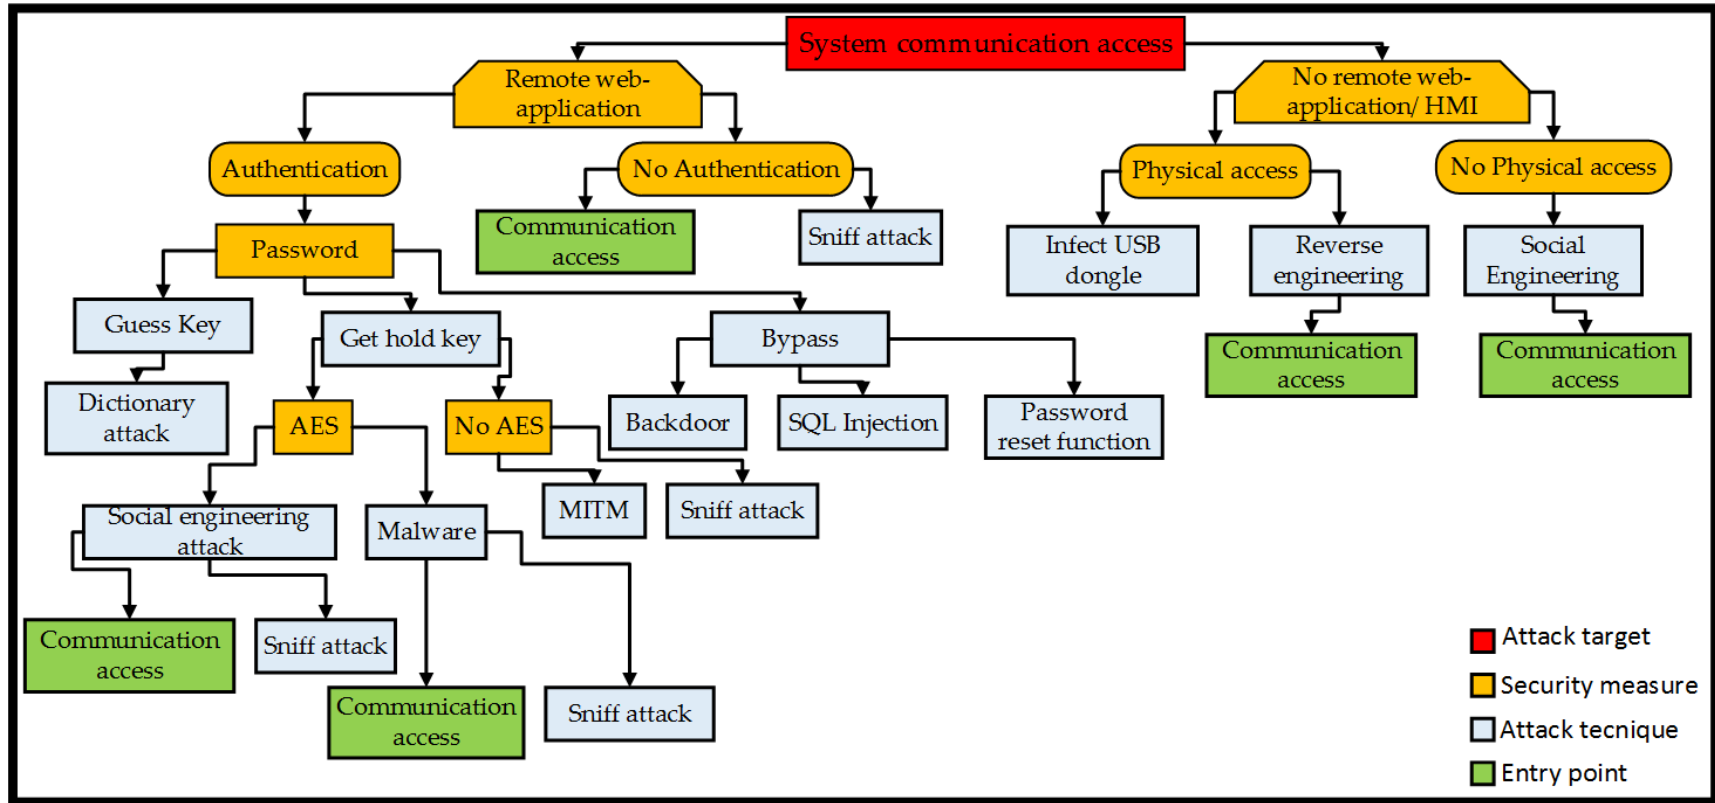 System communication access
Remote web-
application
No remote web-
application/ HMI
Authentication
No Authentication
Physical access
No Physical access
Communication
access
Sniff attack
Infect USB
dongle
Reverse
engineering
Social
Engineering
Password
Guess Key
Get hold key
Bypass
Communication
access
Communication
access
Dictionary
attack
AES
No AES
Backdoor
SQL Injection
Password
reset function
Social engineering
attack
Malware
MITM
Sniff attack
Communication
access
Sniff attack
Communication
access
Sniff attack
Attack target
Security measure
Attack tecnique
Entry point